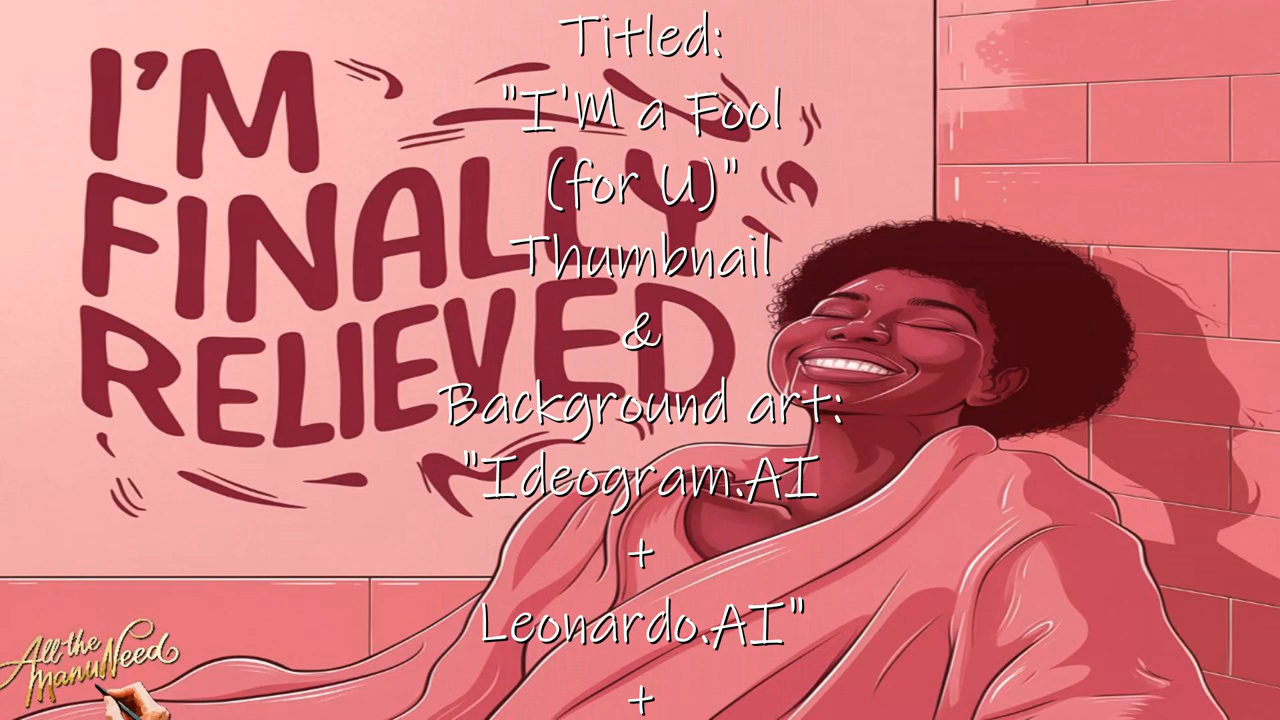 I'M
FINALLY
RELIEVED
Titled:
"I'M a Fool
(for U)"
Thumbnail
&
Background art:
"Ideogram.AI
+
Leonardo.AI"
+
All the
ManuNeed